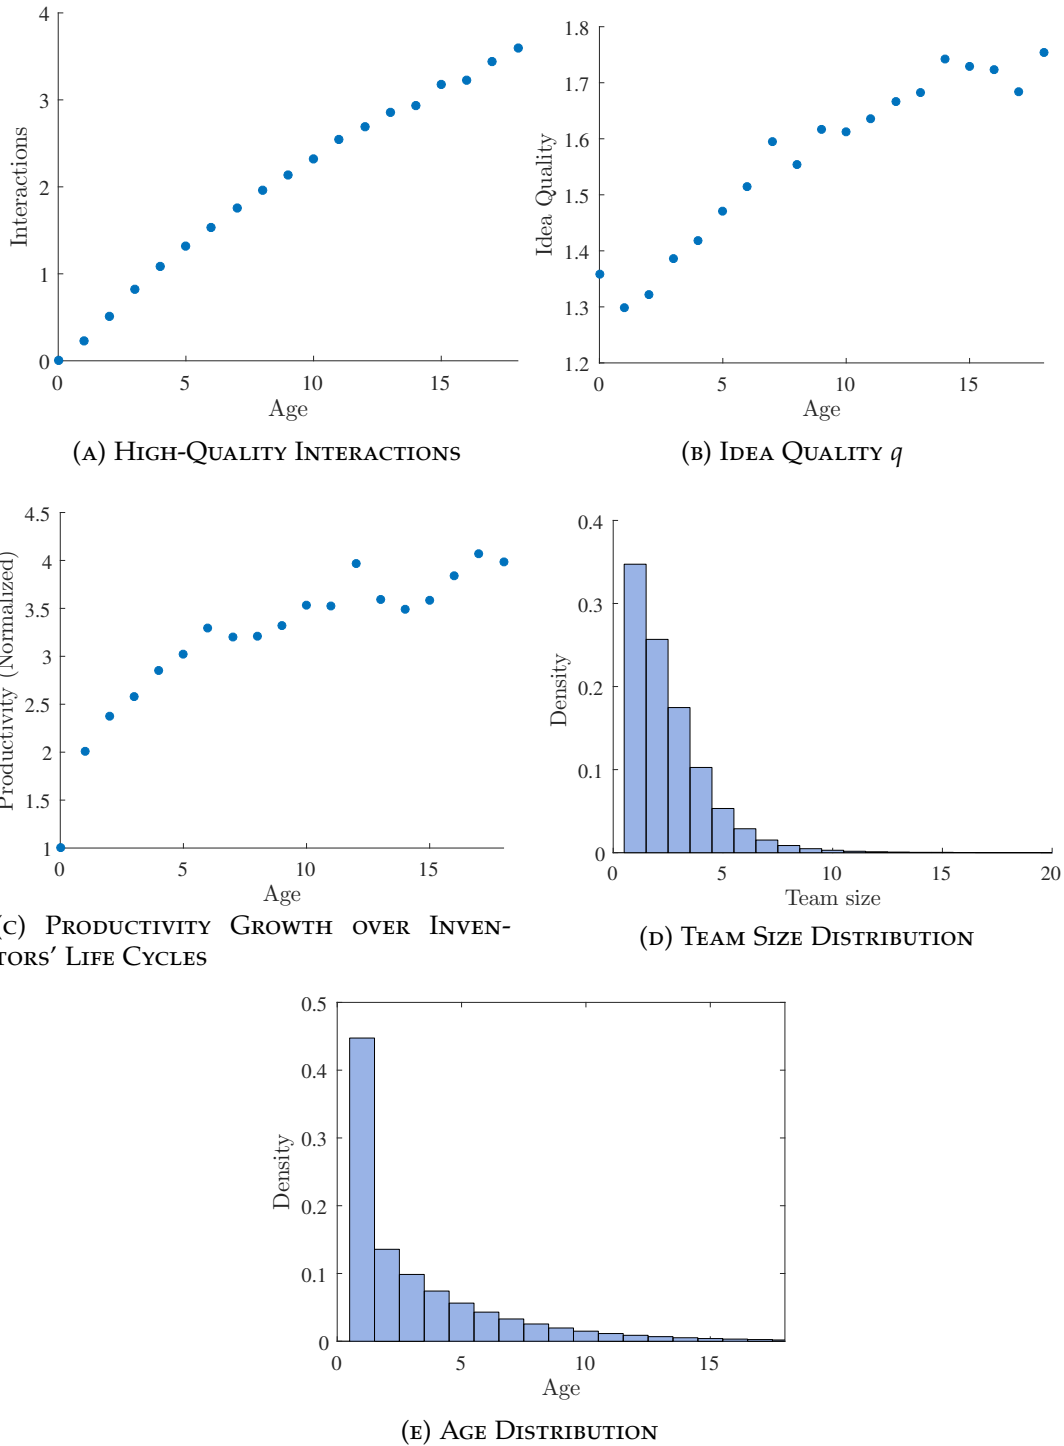 4
3
2
1
0
Interactions
0 5 10 15
Age
(A) HIGH-QUALITY INTERACTIONS
1.8
1.7
1.6
1.5
1.4
1.3
1.2
Idea Quality
0 5 10 15
Age
(B) IDEA QUALITY q
4.5
4
3.5
3
2.5
2
1.5
1
Productivity (Normalized)
0 5 10 15
Age
(C) PRODUCTIVITY GROWTH OVER INVEN-
TORS' LIFE CYCLES
0.4
0.3
0.2
0.1
0
Density
0 5 10 15 20
Team size
(D) TEAM SIZE DISTRIBUTION
0.5
0.4
0.3
0.2
0.1
0
Density
0 5 10 15
Age
(E) AGE DISTRIBUTION